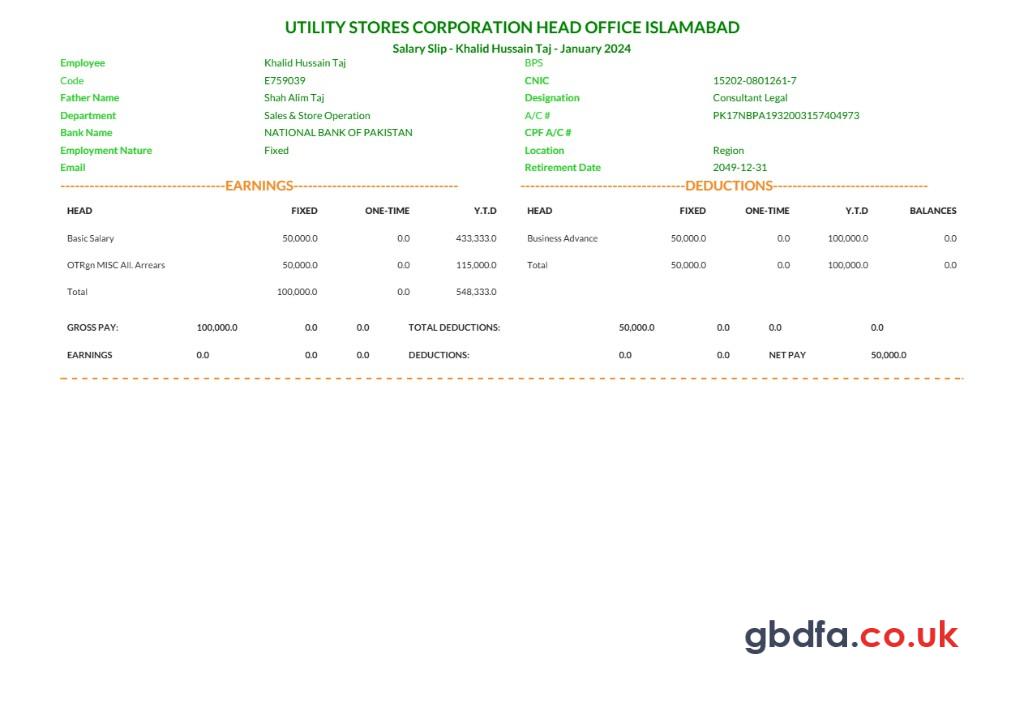 UTILITY STORES CORPORATION HEAD OFFICE ISLAMABAD
Salary Slip - Khalid Hussain Taj - January 2024
Employee Khalid Hussain Taj BPS
Code E759039 CNIC 15202-0801261-7
Father Name Shah Alim Taj Designation Consultant Legal
Department Sales & Store Operation A/C # PK17NBPA1932003157404973
Bank Name NATIONAL BANK OF PAKISTAN CPF A/C #
Employment Nature Fixed Location Region
Email Retirement Date 2049-12-31
----------------------------------EARNINGS---------------------------------- ----------------------------------DEDUCTIONS--------------------------------
HEAD FIXED ONE-TIME Y.T.D HEAD FIXED ONE-TIME Y.T.D BALANCES
Basic Salary 50,000.0 0.0 433,333.0 Business Advance 50,000.0 0.0 100,000.0 0.0
OTRgn MISC All. Arrears 50,000.0 0.0 115,000.0 Total 50,000.0 0.0 100,000.0 0.0
Total 100,000.0 0.0 548,333.0
GROSS PAY: 100,000.0 0.0 0.0 TOTAL DEDUCTIONS: 50,000.0 0.0 0.0 0.0
EARNINGS 0.0 0.0 0.0 DEDUCTIONS: 0.0 0.0 NET PAY 50,000.0
gbdfa.co.uk